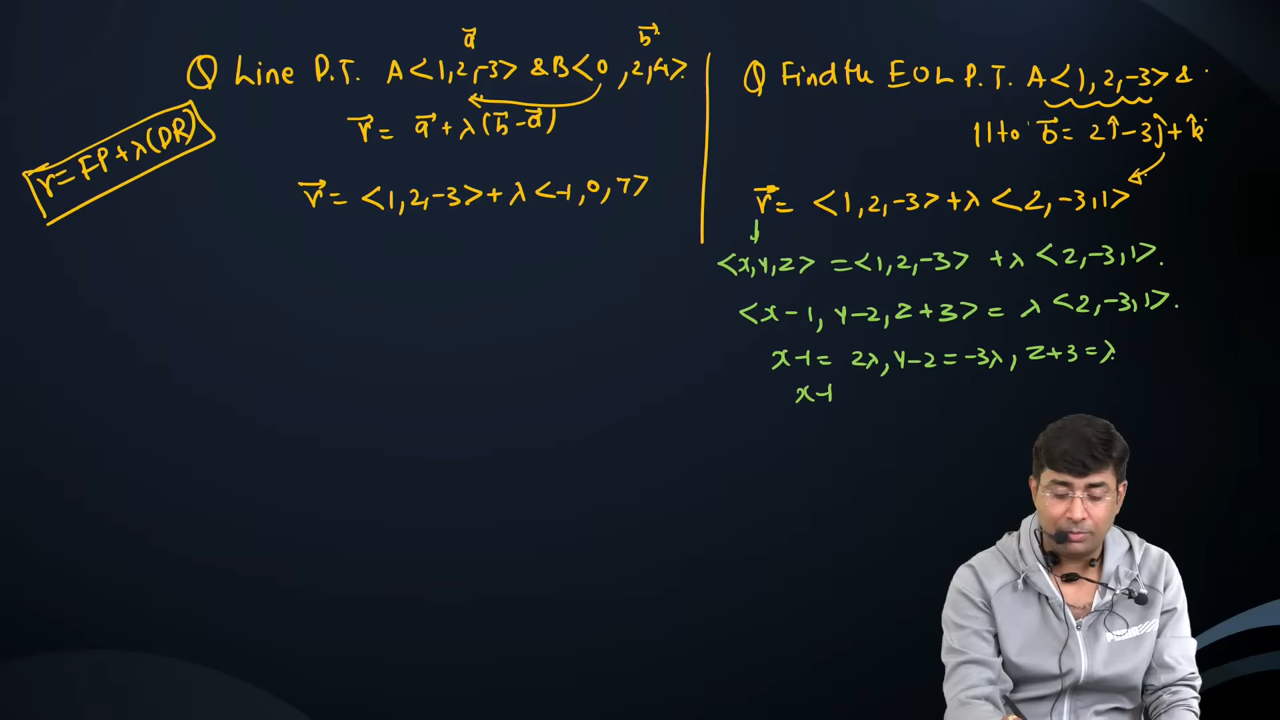 Q Line P.T. A<1,2,-3> & B<0,2,4>.
a⃗ b⃗
r⃗ = a⃗ + λ(b⃗ - a⃗)
r⃗ = <1,2,-3> + λ <-1, 0, 7>
r⃗ = FP + λ(DR)
Q Find the EOL P.T. A<1, 2, -3> &
|| to b⃗ = 2î - 3ĵ + k̂
r⃗ = <1,2,-3> + λ <2, -3, 1>
<x,y,z> = <1,2,-3> + λ <2,-3,1>.
<x-1, y-2, z+3> = λ <2,-3,1>.
x-1 = 2λ, y-2 = -3λ, z+3 = λ
x-1